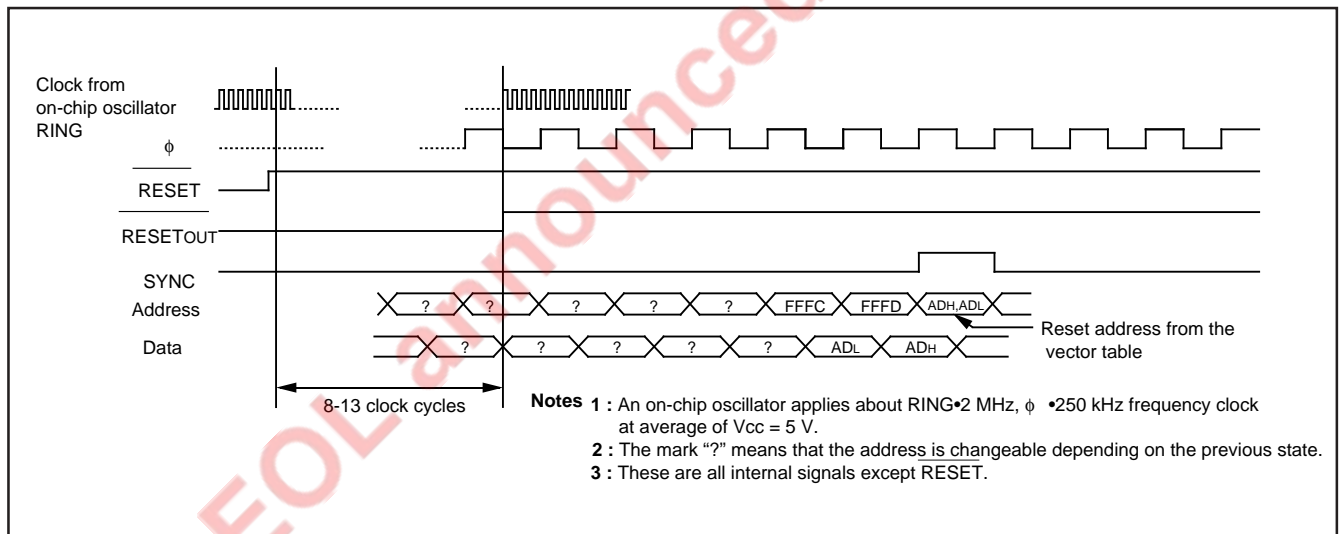 Clock from
on-chip oscillator
RING
ϕ
RESET
RESETOUT
SYNC
Address
? ? ? ? ? FFFC FFFD ADH,ADL
Reset address from the
vector table
Data
? ? ? ? ? ADL ADH
8-13 clock cycles
Notes 1 : An on-chip oscillator applies about RING•2 MHz, ϕ •250 kHz frequency clock
at average of Vcc = 5 V.
2 : The mark “?” means that the address is changeable depending on the previous state.
3 : These are all internal signals except RESET.
EOL announced